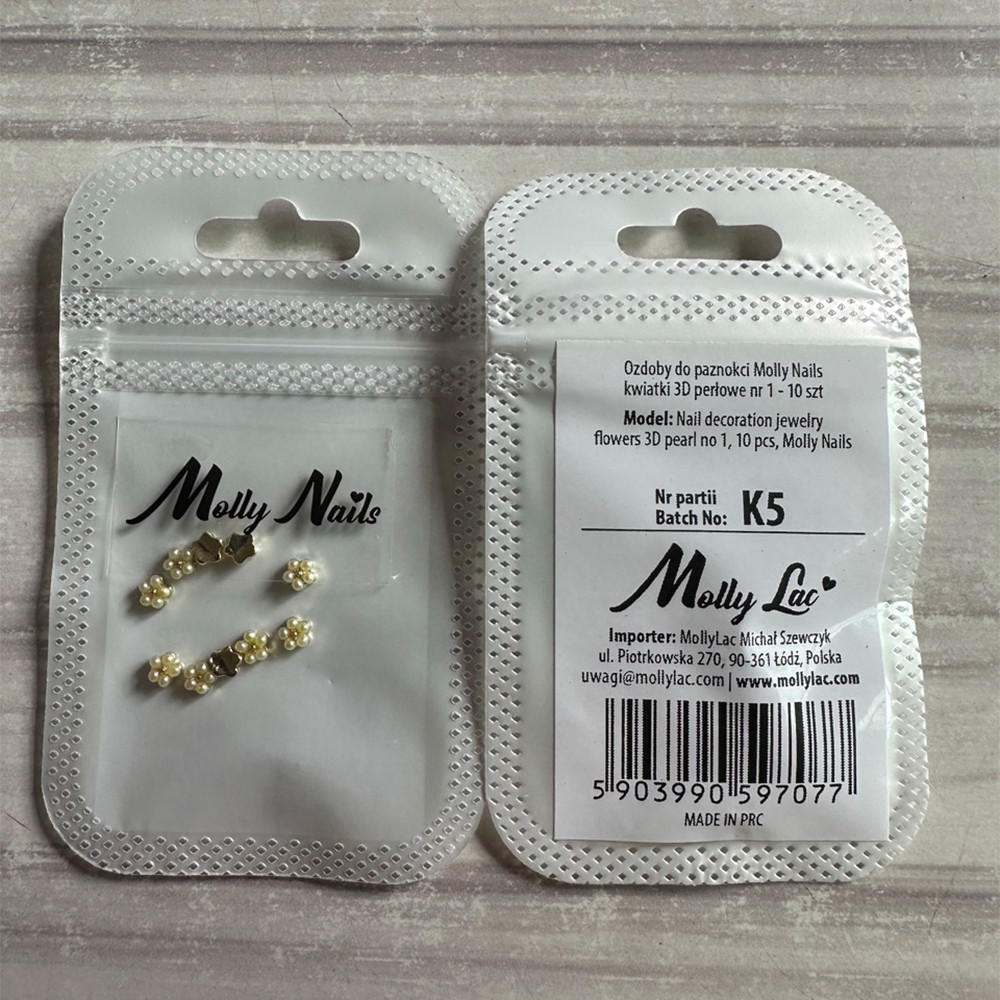 Molly Nails
Ozdoby do paznokci Molly Nails
kwiatki 3D perłowe nr 1 - 10 szt
Model: Nail decoration jewelry
flowers 3D pearl no 1, 10 pcs, Molly Nails
Nr partii
Batch No: K5
Molly Lac
Importer: MollyLac Michał Szewczyk
ul. Piotrkowska 270, 90-361 Łódź, Polska
uwagi@mollylac.com | www.mollylac.com
5 903990 597077
MADE IN PRC